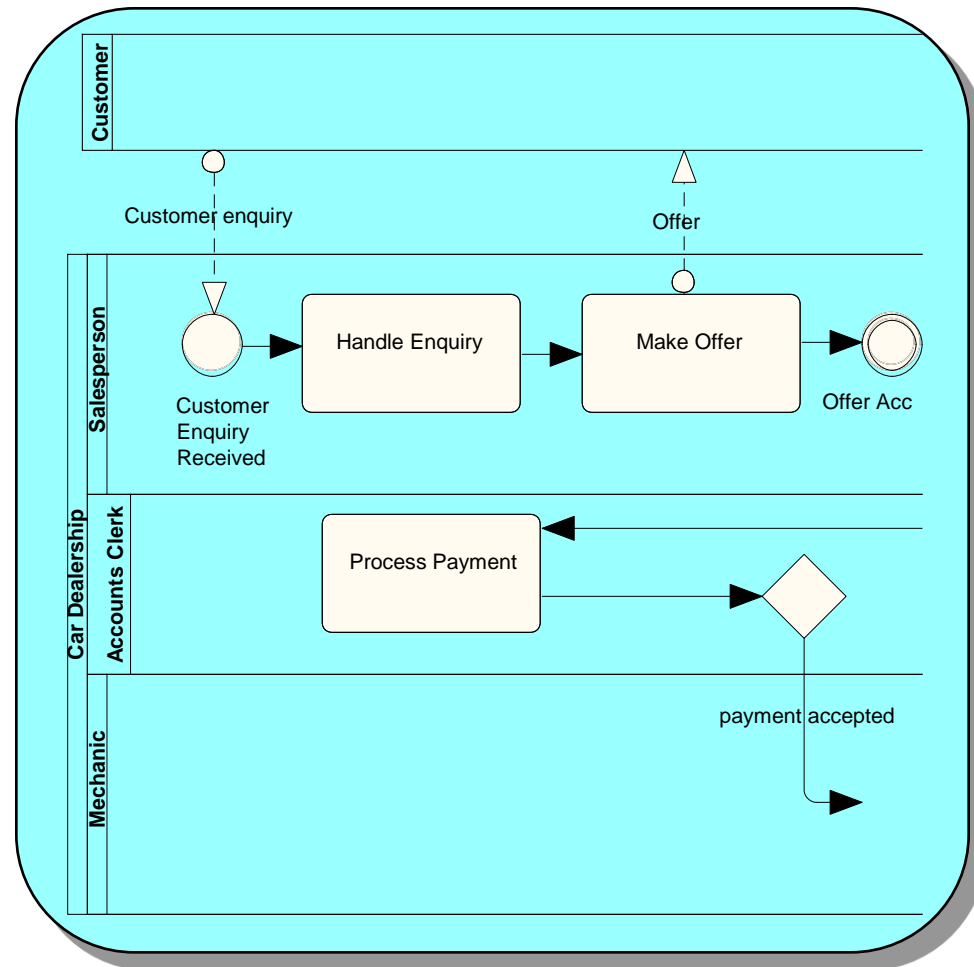 Customer
Customer enquiry
Offer
Car Dealership
Salesperson
Handle Enquiry
Make Offer
Customer
Enquiry
Received
Offer Acc
Accounts Clerk
Process Payment
Mechanic
payment accepted